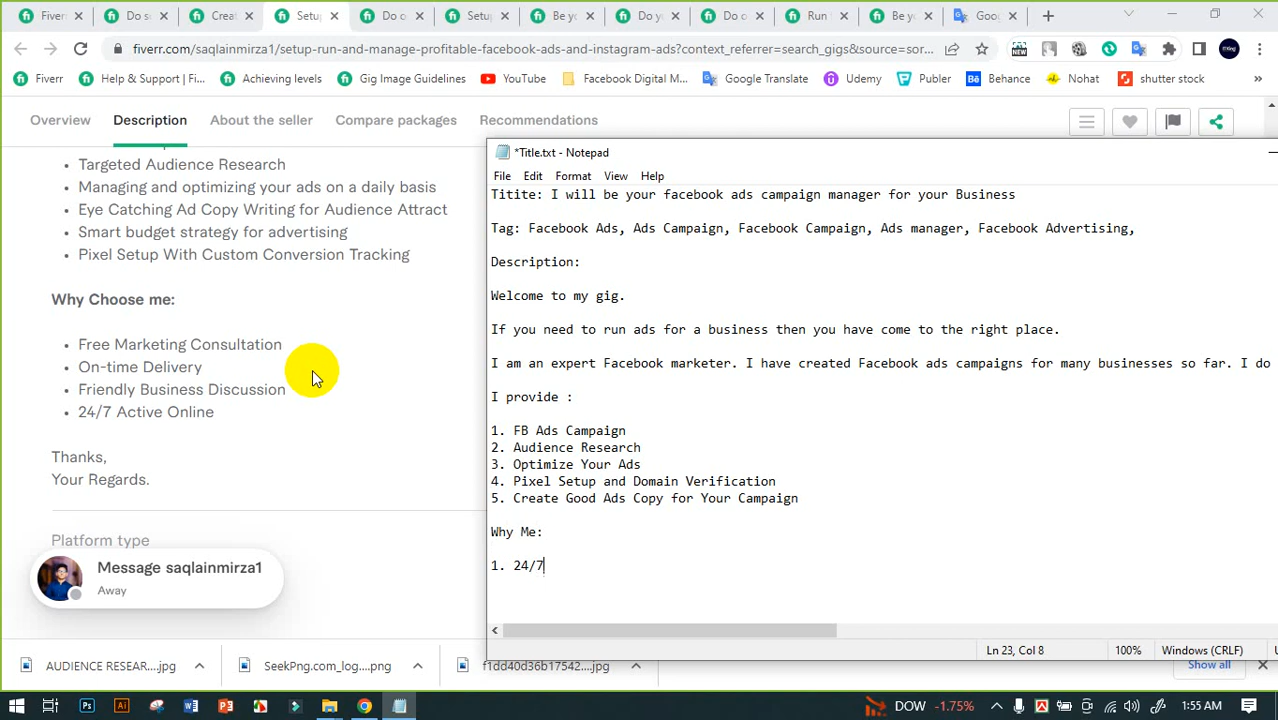 Fiverr
Do se
Creat
Setup
Do o
Setup
Be yo
Do yo
Do o
Run
Be yo
Goog
fiverr.com/saqlainmirza1/setup-run-and-manage-profitable-facebook-ads-and-instagram-ads?context_referrer=search_gigs&source=sor...
Fiverr
Help & Support | Fi...
Achieving levels
Gig Image Guidelines
YouTube
Facebook Digital M...
Google Translate
Udemy
Publer
Behance
Nohat
shutter stock
»
Overview
Description
About the seller
Compare packages
Recommendations
• Targeted Audience Research
• Managing and optimizing your ads on a daily basis
• Eye Catching Ad Copy Writing for Audience Attract
• Smart budget strategy for advertising
• Pixel Setup With Custom Conversion Tracking
Why Choose me:
• Free Marketing Consultation
• On-time Delivery
• Friendly Business Discussion
• 24/7 Active Online
Thanks,
Your Regards.
Platform type
Message saqlainmirza1
Away
*Title.txt - Notepad
File Edit Format View Help
Titite: I will be your facebook ads campaign manager for your Business
Tag: Facebook Ads, Ads Campaign, Facebook Campaign, Ads manager, Facebook Advertising,
Description:
Welcome to my gig.
If you need to run ads for a business then you have come to the right place.
I am an expert Facebook marketer. I have created Facebook ads campaigns for many businesses so far. I do
I provide :
1. FB Ads Campaign
2. Audience Research
3. Optimize Your Ads
4. Pixel Setup and Domain Verification
5. Create Good Ads Copy for Your Campaign
Why Me:
1. 24/7
Ln 23, Col 8
100%
Windows (CRLF)
AUDIENCE RESEAR....jpg
SeekPng.com_log....png
f1dd40d36b17542....jpg
Show all
DOW -1.75%
1:55 AM